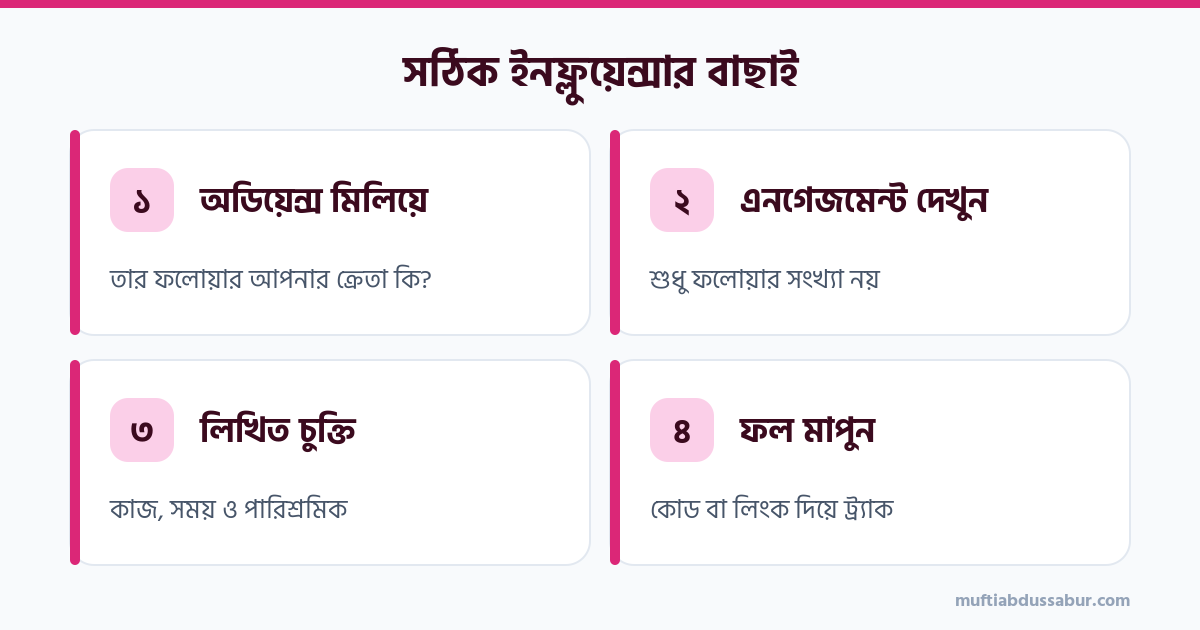 সঠিক ইনফ্লুয়েন্সার বাছাই
১ অডিয়েন্স মিলিয়ে
তার ফলোয়ার আপনার ক্রেতা কি?
২ এনগেজমেন্ট দেখুন
শুধু ফলোয়ার সংখ্যা নয়
৩ লিখিত চুক্তি
কাজ, সময় ও পারিশ্রমিক
৪ ফল মাপুন
কোড বা লিংক দিয়ে ট্র্যাক
muftiabdussabur.com